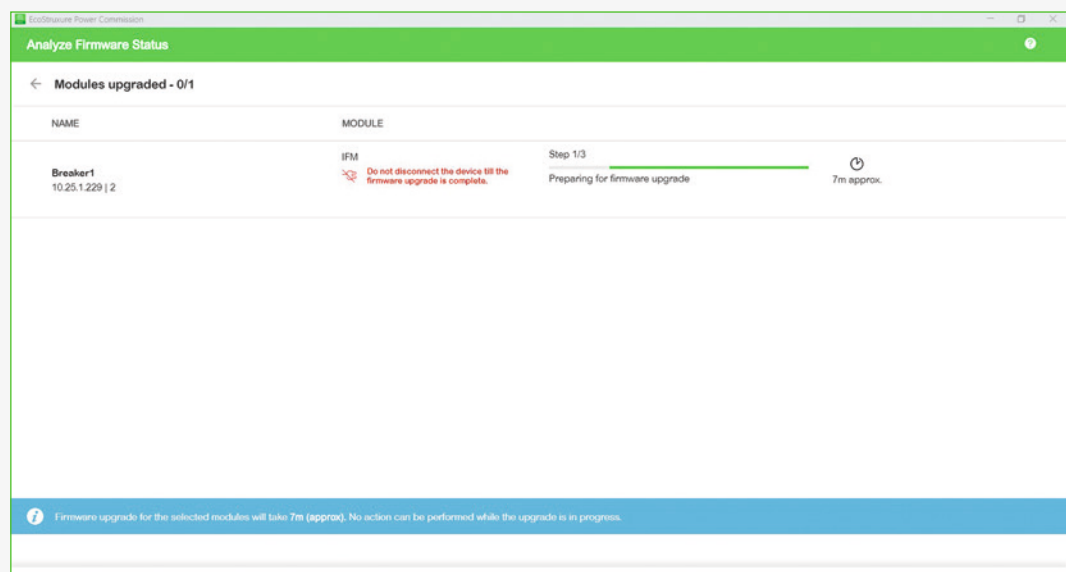 EcoStruxure Power Commission
Analyze Firmware Status
?
Modules upgraded - 0/1
NAME MODULE
IFM Step 1/3
Breaker1 Do not disconnect the device till the
firmware upgrade is complete.
Preparing for firmware upgrade
10.25.1.229 | 2
7m approx.
i Firmware upgrade for the selected modules will take 7m (approx). No action can be performed while the upgrade is in progress.